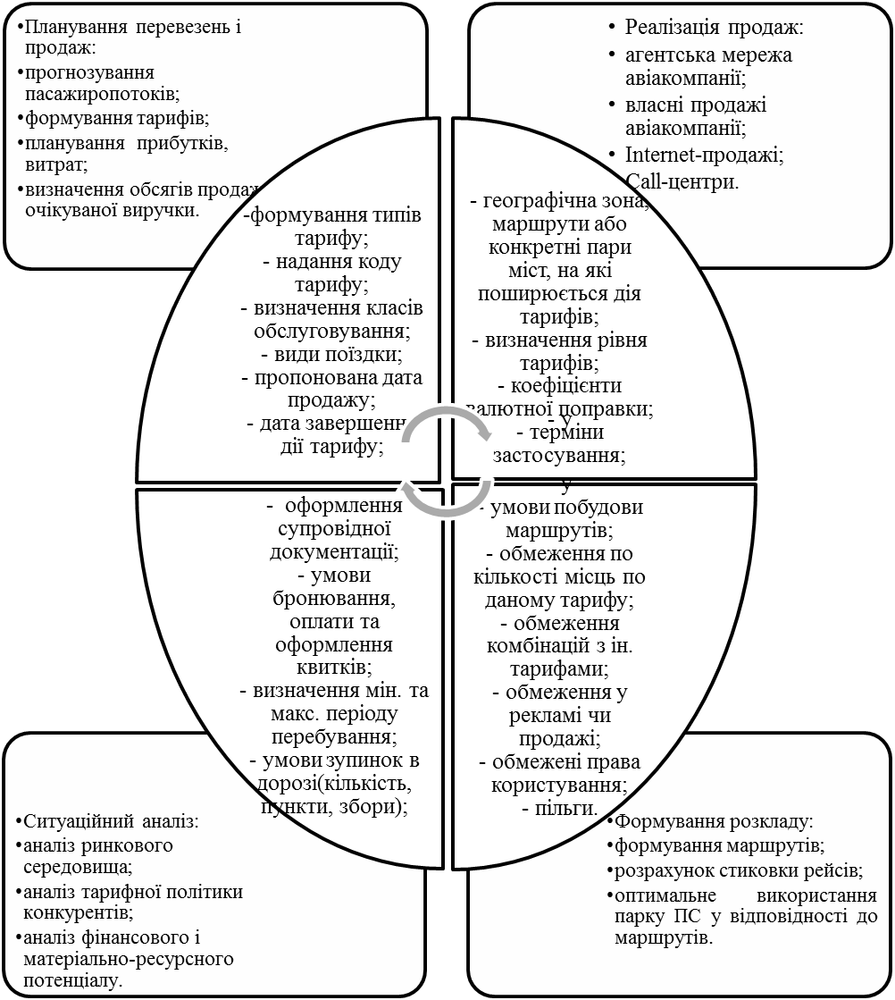 •Планування перевезень і
продаж:
•прогнозування
пасажиропотоків;
•формування тарифів;
•планування прибутків,
витрат;
•визначення обсягів продаж
очікуваної виручки.
• Реалізація продаж:
• агентська мережа
авіакомпанії;
• власні продажі
авіакомпанії;
• Internet-продажі;
Call-центри.
-формування типів
тарифу;
- надання коду
тарифу;
- визначення класів
обслуговування;
- види поїздки;
- пропонована дата
продажу;
- дата завершенн
дії тарифу;
- географічна зона,
маршрути або
конкретні пари
міст, на які
поширюється дія
тарифів;
- визначення рівня
тарифів;
- коефіцієнти
валютної поправки;
- у
- терміни
застосування;
у
- оформлення
супровідної
документації;
- умови
бронювання,
оплати та
оформлення
квитків;
- визначення мін. та
макс. періоду
перебування;
- умови зупинок в
дорозі(кількість,
пункти, збори);
- умови побудови
маршрутів;
- обмеження по
кількості місць по
даному тарифу;
- обмеження
комбінацій з ін.
тарифами;
- обмеження у
рекламі чи
продажі;
- обмежені права
користування;
- пільги.
•Ситуаційний аналіз:
•аналіз ринкового
середовища;
•аналіз тарифної політики
конкурентів;
•аналіз фінансового і
матеріально-ресурсного
потенціалу.
•Формування розкладу:
•формування маршрутів;
•розрахунок стиковки рейсів;
•оптимальне використання
парку ПС у відповідності до
маршрутів.